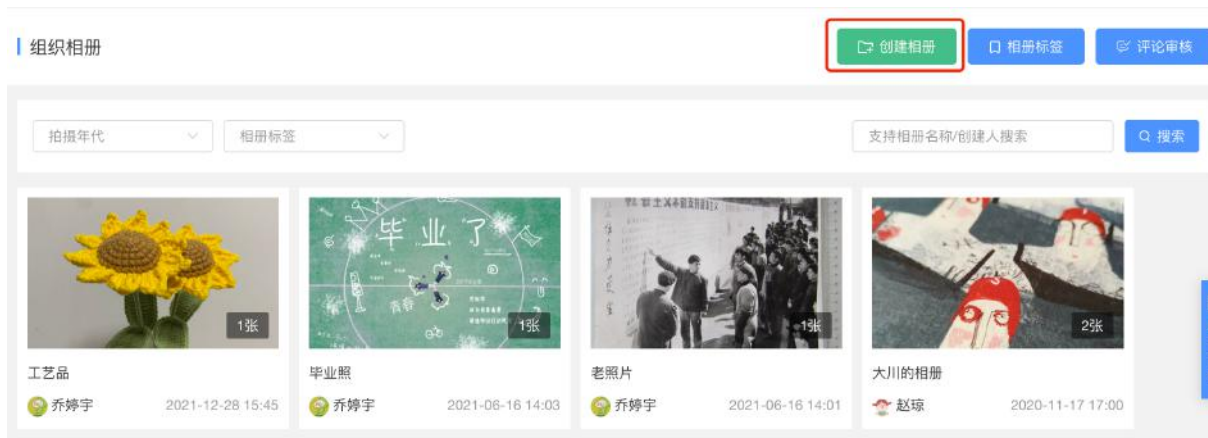 组织相册
创建相册
相册标签
评论审核
拍摄年代
相册标签
支持相册名称/创建人搜索
搜索
毕业了
青春
1张
1张
1张
2张
工艺品
毕业照
老照片
大川的相册
乔婷宇 2021-12-28 15:45
乔婷宇 2021-06-16 14:03
乔婷宇 2021-06-16 14:01
赵琼 2020-11-17 17:00